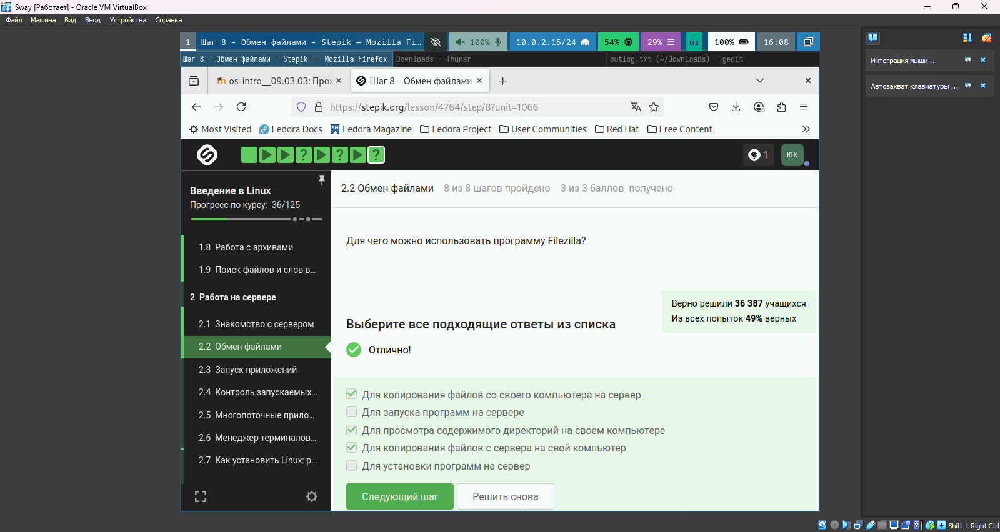 Sway [Работает] - Oracle VM VirtualBox
Файл Машина Вид Ввод Устройства Справка
1 Шаг 8 – Обмен файлами – Stepik — Mozilla Fi… 100% 10.0.2.15/24 54% 29% us 100% 16:08
Шаг 8 – Обмен файлами – Stepik — Mozilla Firefox Downloads – Thunar outlog.txt (~/Downloads) – gedit
os-intro__09.03.03: Прох Шаг 8 – Обмен файлами
https://stepik.org/lesson/4764/step/8?unit=1066
Most Visited Fedora Docs Fedora Magazine Fedora Project User Communities Red Hat Free Content
1 ЮК
Введение в Linux
Прогресс по курсу: 36/125
1.8 Работа с архивами
1.9 Поиск файлов и слов в…
2 Работа на сервере
2.1 Знакомство с сервером
2.2 Обмен файлами
2.3 Запуск приложений
2.4 Контроль запускаемых…
2.5 Многопоточные прило…
2.6 Менеджер терминалов…
2.7 Как установить Linux: р…
2.2 Обмен файлами 8 из 8 шагов пройдено 3 из 3 баллов получено
Для чего можно использовать программу Filezilla?
Верно решили 36 387 учащихся
Из всех попыток 49% верных
Выберите все подходящие ответы из списка
Отлично!
Для копирования файлов со своего компьютера на сервер
Для запуска программ на сервере
Для просмотра содержимого директорий на своем компьютере
Для копирования файлов с сервера на свой компьютер
Для установки программ на сервер
Следующий шаг Решить снова
Интеграция мыши ...
Автозахват клавиатуры ...
Shift + Right Ctrl